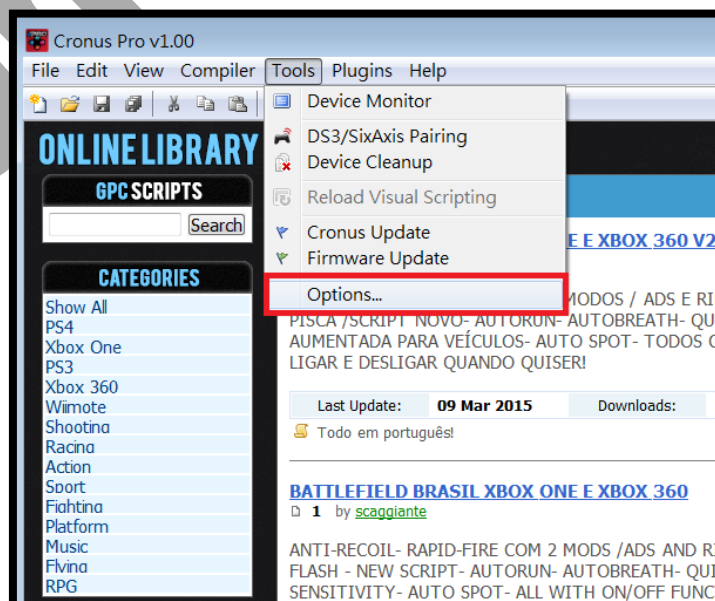 Cronus Pro v1.00
File Edit View Compiler Tools Plugins Help
Device Monitor
DS3/SixAxis Pairing
Device Cleanup
Reload Visual Scripting
Cronus Update
Firmware Update
Options...
ONLINE LIBRARY
GPC SCRIPTS
Search
CATEGORIES
Show All
PS4
Xbox One
PS3
Xbox 360
Wiimote
Shooting
Racing
Action
Sport
Fighting
Platform
Music
Flying
RPG
E E XBOX 360 V2
MODOS / ADS E RI
PISCA /SCRIPT NOVO- AUTORUN- AUTOBREATH- QU
AUMENTADA PARA VEÍCULOS- AUTO SPOT- TODOS
LIGAR E DESLIGAR QUANDO QUISER!
Last Update: 09 Mar 2015 Downloads:
Todo em português!
BATTLEFIELD BRASIL XBOX ONE E XBOX 360
1 by scaggiante
ANTI-RECOIL- RAPID-FIRE COM 2 MODS /ADS AND RI
FLASH - NEW SCRIPT- AUTORUN- AUTOBREATH- QUI
SENSITIVITY- AUTO SPOT- ALL WITH ON/OFF FUNC